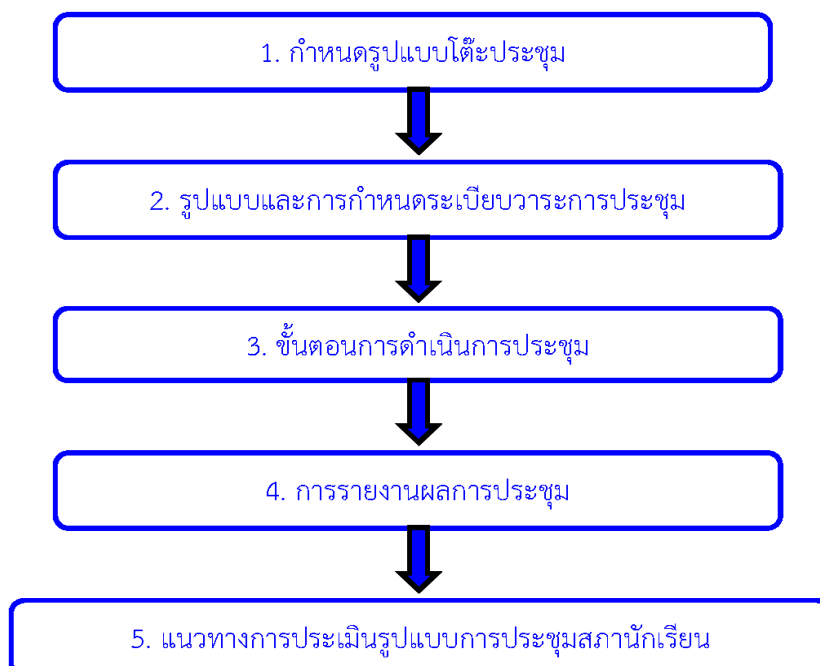 1. กำหนดรูปแบบโต๊ะประชุม
2. รูปแบบและการกำหนดระเบียบวาระการประชุม
3. ขั้นตอนการดำเนินการประชุม
4. การรายงานผลการประชุม
5. แนวทางการประเมินรูปแบบการประชุมสภานักเรียน